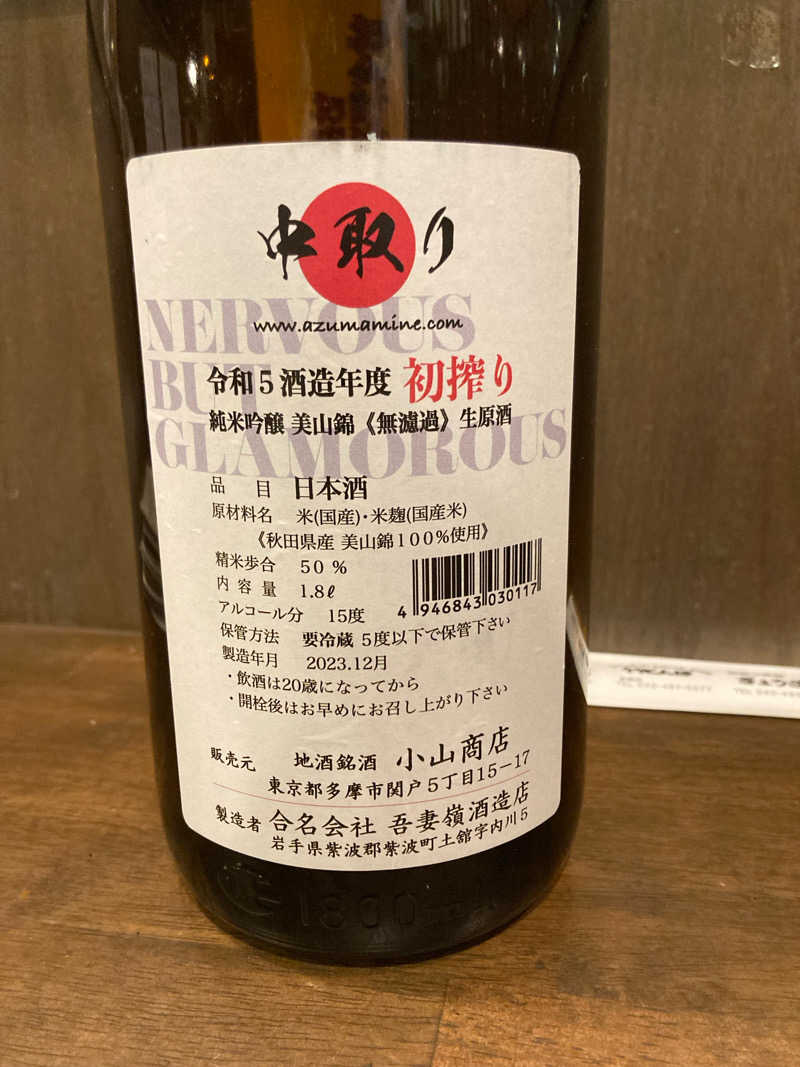 中取り
www.azumamine.com
NERVOUS
BUT
GLAMOROUS
令和5酒造年度 初搾り
純米吟醸 美山錦《無濾過》生原酒
品 目 日本酒
原材料名 米(国産)・米麹(国産米)
《秋田県産 美山錦100%使用》
精米歩合 50%
内容量 1.8ℓ
アルコール分 15度
4 946843 030117
保管方法 要冷蔵 5度以下で保管下さい
製造年月 2023.12月
・飲酒は20歳になってから
・開栓後はお早めにお召し上がり下さい
販売元 地酒銘酒 小山商店
東京都多摩市関戸5丁目15-17
製造者 合名会社 吾妻嶺酒造店
岩手県紫波郡紫波町土舘字内川5